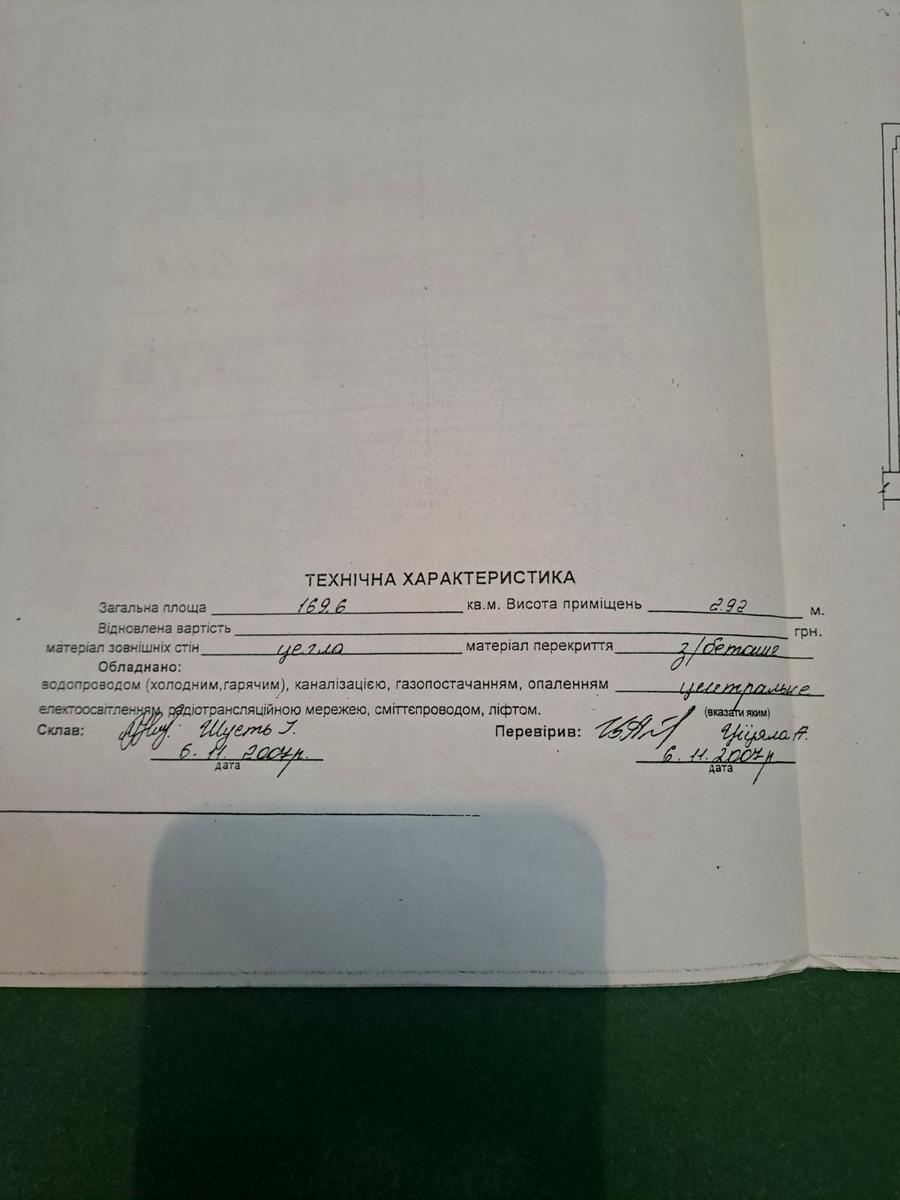 ТЕХНІЧНА ХАРАКТЕРИСТИКА
Загальна площа 169.6 кв.м. Висота приміщень 2.92 м.
Відновлена вартість грн.
матеріал зовнішніх стін цегла матеріал перекриття з/бетонне
Обладнано:
водопроводом (холодним,гарячим), каналізацією, газопостачанням, опаленням центральне
електоосвітленням, радіотрансляційною мережею, сміттєпроводом, ліфтом. (вказати яким)
Склав: Шусть І. Перевірив:
6. 11. 2007р. 6. 11. 2007р
дата дата